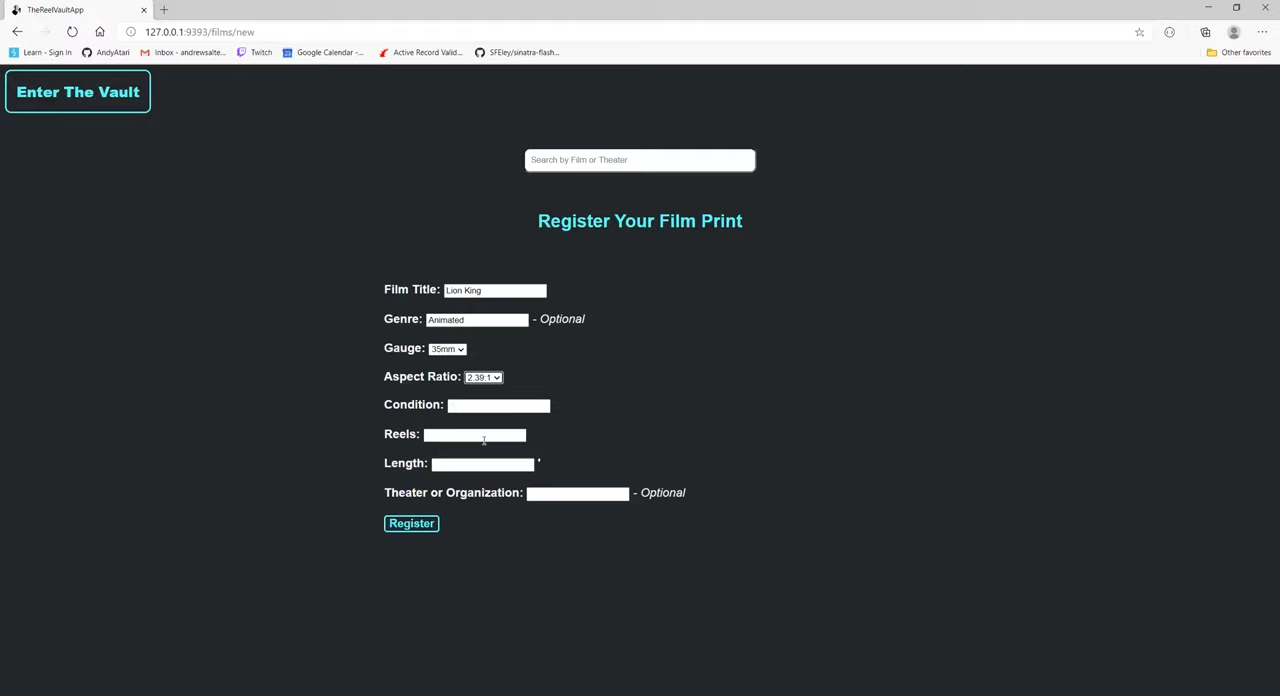 TheReelVaultApp
127.0.0.1:9393/films/new
Learn - Sign In
AndyAtari
Inbox - andrewsalte...
Twitch
Google Calendar -...
Active Record Valid...
SFEley/sinatra-flash...
Other favorites
Enter The Vault
Search by Film or Theater
Register Your Film Print
Film Title: Lion King
Genre: Animated - Optional
Gauge: 35mm
Aspect Ratio: 2.39:1
Condition:
Reels:
Length: '
Theater or Organization: - Optional
Register